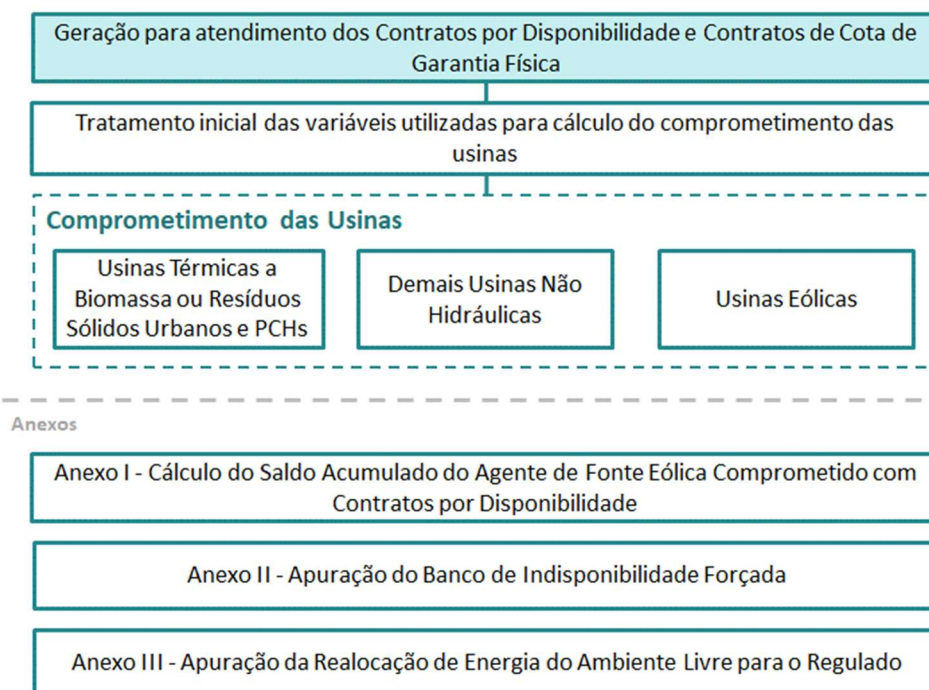 Geração para atendimento dos Contratos por Disponibilidade e Contratos de Cota de
Garantia Física
Tratamento inicial das variáveis utilizadas para cálculo do comprometimento das
usinas
Comprometimento das Usinas
Usinas Térmicas a
Biomassa ou Resíduos
Sólidos Urbanos e PCHs
Demais Usinas Não
Hidráulicas
Usinas Eólicas
Anexos
Anexo I - Cálculo do Saldo Acumulado do Agente de Fonte Eólica Comprometido com
Contratos por Disponibilidade
Anexo II - Apuração do Banco de Indisponibilidade Forçada
Anexo III - Apuração da Realocação de Energia do Ambiente Livre para o Regulado